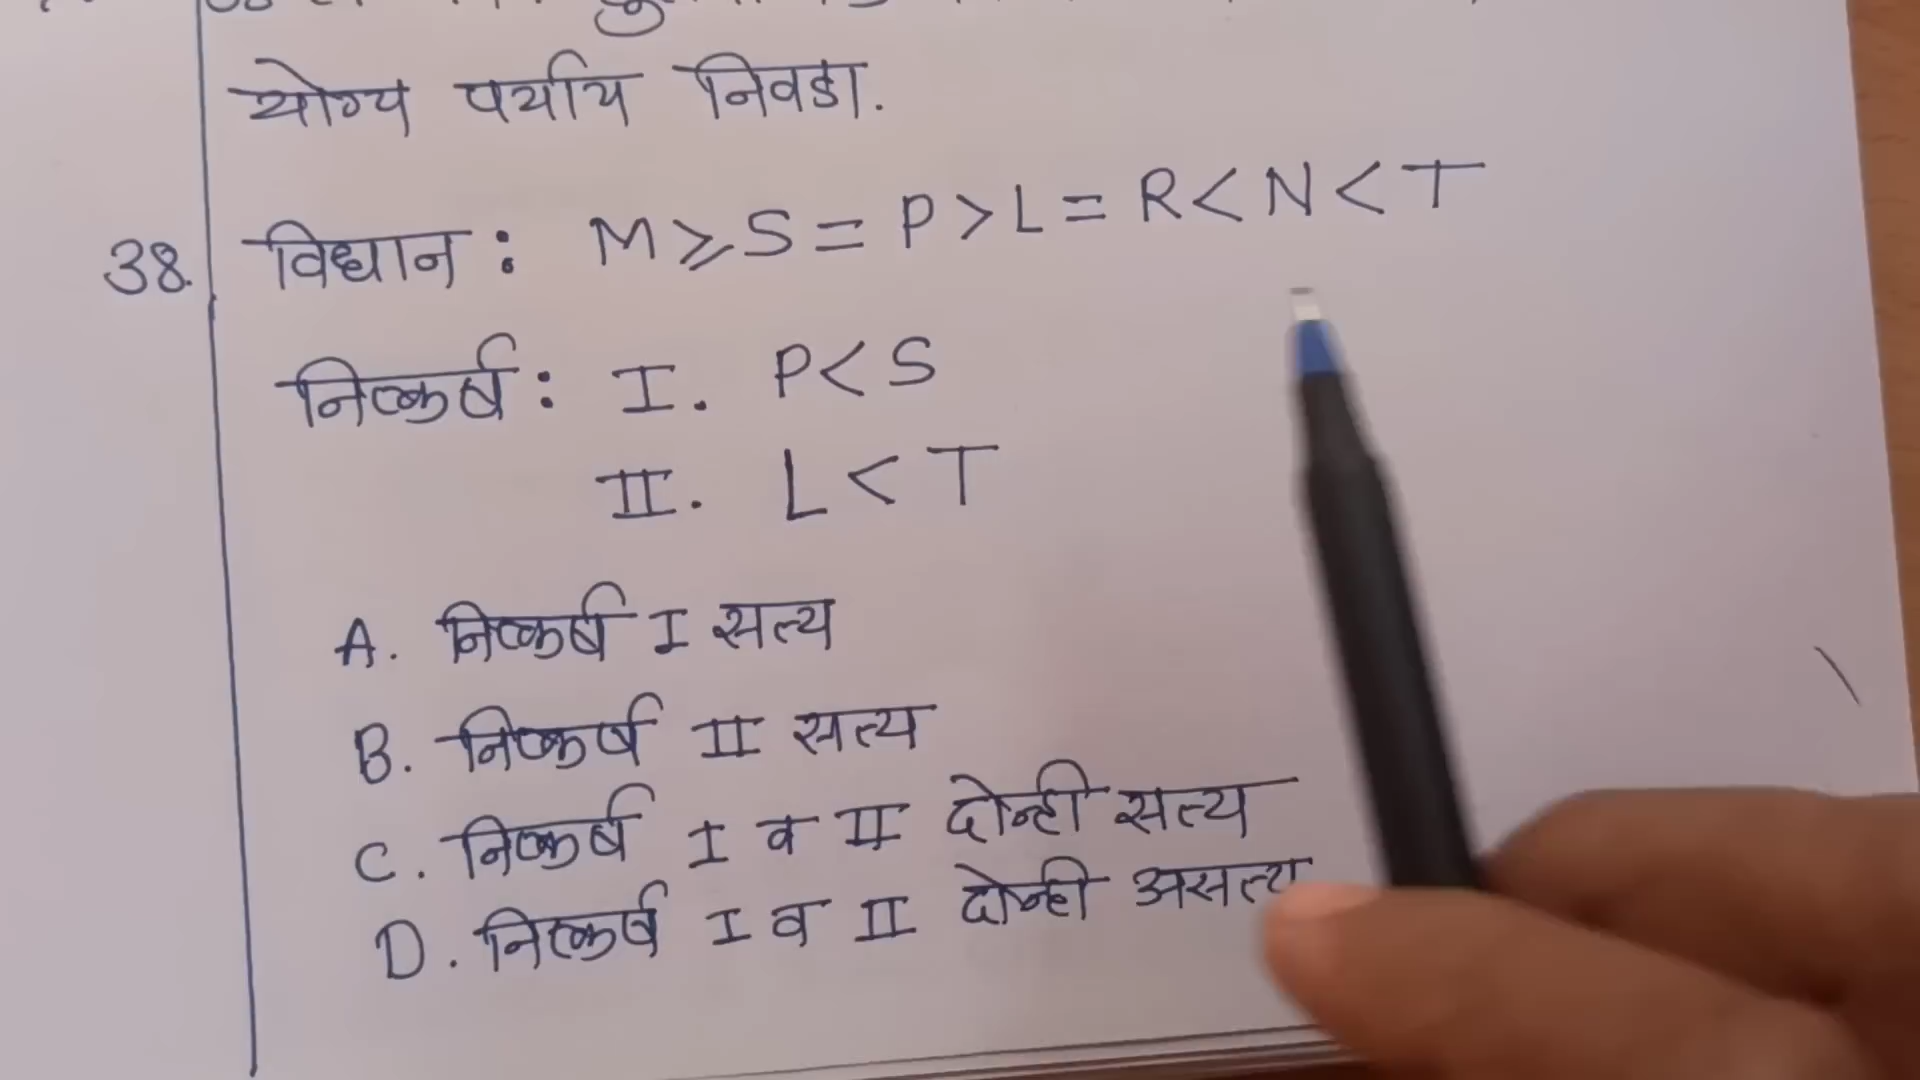 योग्य पर्याय निवडा.
38. विधान : M ⩾ S = P > L = R < N < T
निष्कर्ष : I. P < S
II. L < T
A. निष्कर्ष I सत्य
B. निष्कर्ष II सत्य
C. निष्कर्ष I व II दोन्ही सत्य
D. निष्कर्ष I व II दोन्ही असत्य